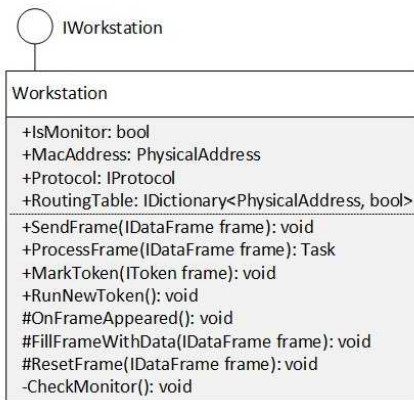 IWorkstation
Workstation
+IsMonitor: bool
+MacAddress: PhysicalAddress
+Protocol: IProtocol
+RoutingTable: IDictionary<PhysicalAddress, bool>
+SendFrame(IDataFrame frame): void
+ProcessFrame(IDataFrame frame): Task
+MarkToken(IToken frame): void
+RunNewToken(): void
#OnFrameAppeared(): void
#FillFrameWithData(IDataFrame frame): void
#ResetFrame(IDataFrame frame): void
-CheckMonitor(): void